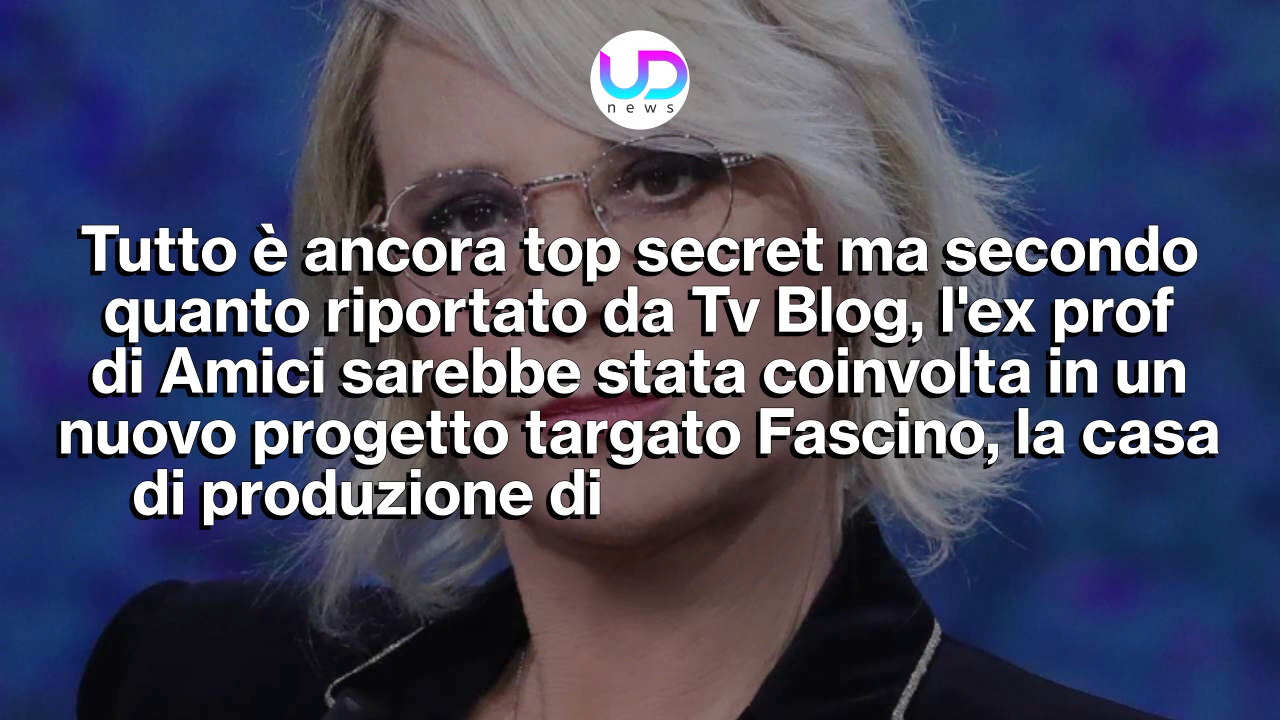 UD
news
Tutto è ancora top secret ma secondo
quanto riportato da Tv Blog, l'ex prof
di Amici sarebbe stata coinvolta in un
nuovo progetto targato Fascino, la casa
di produzione di